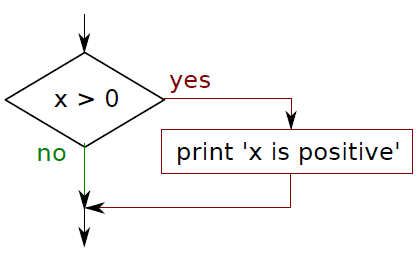 yes
x > 0
print 'x is positive'
no